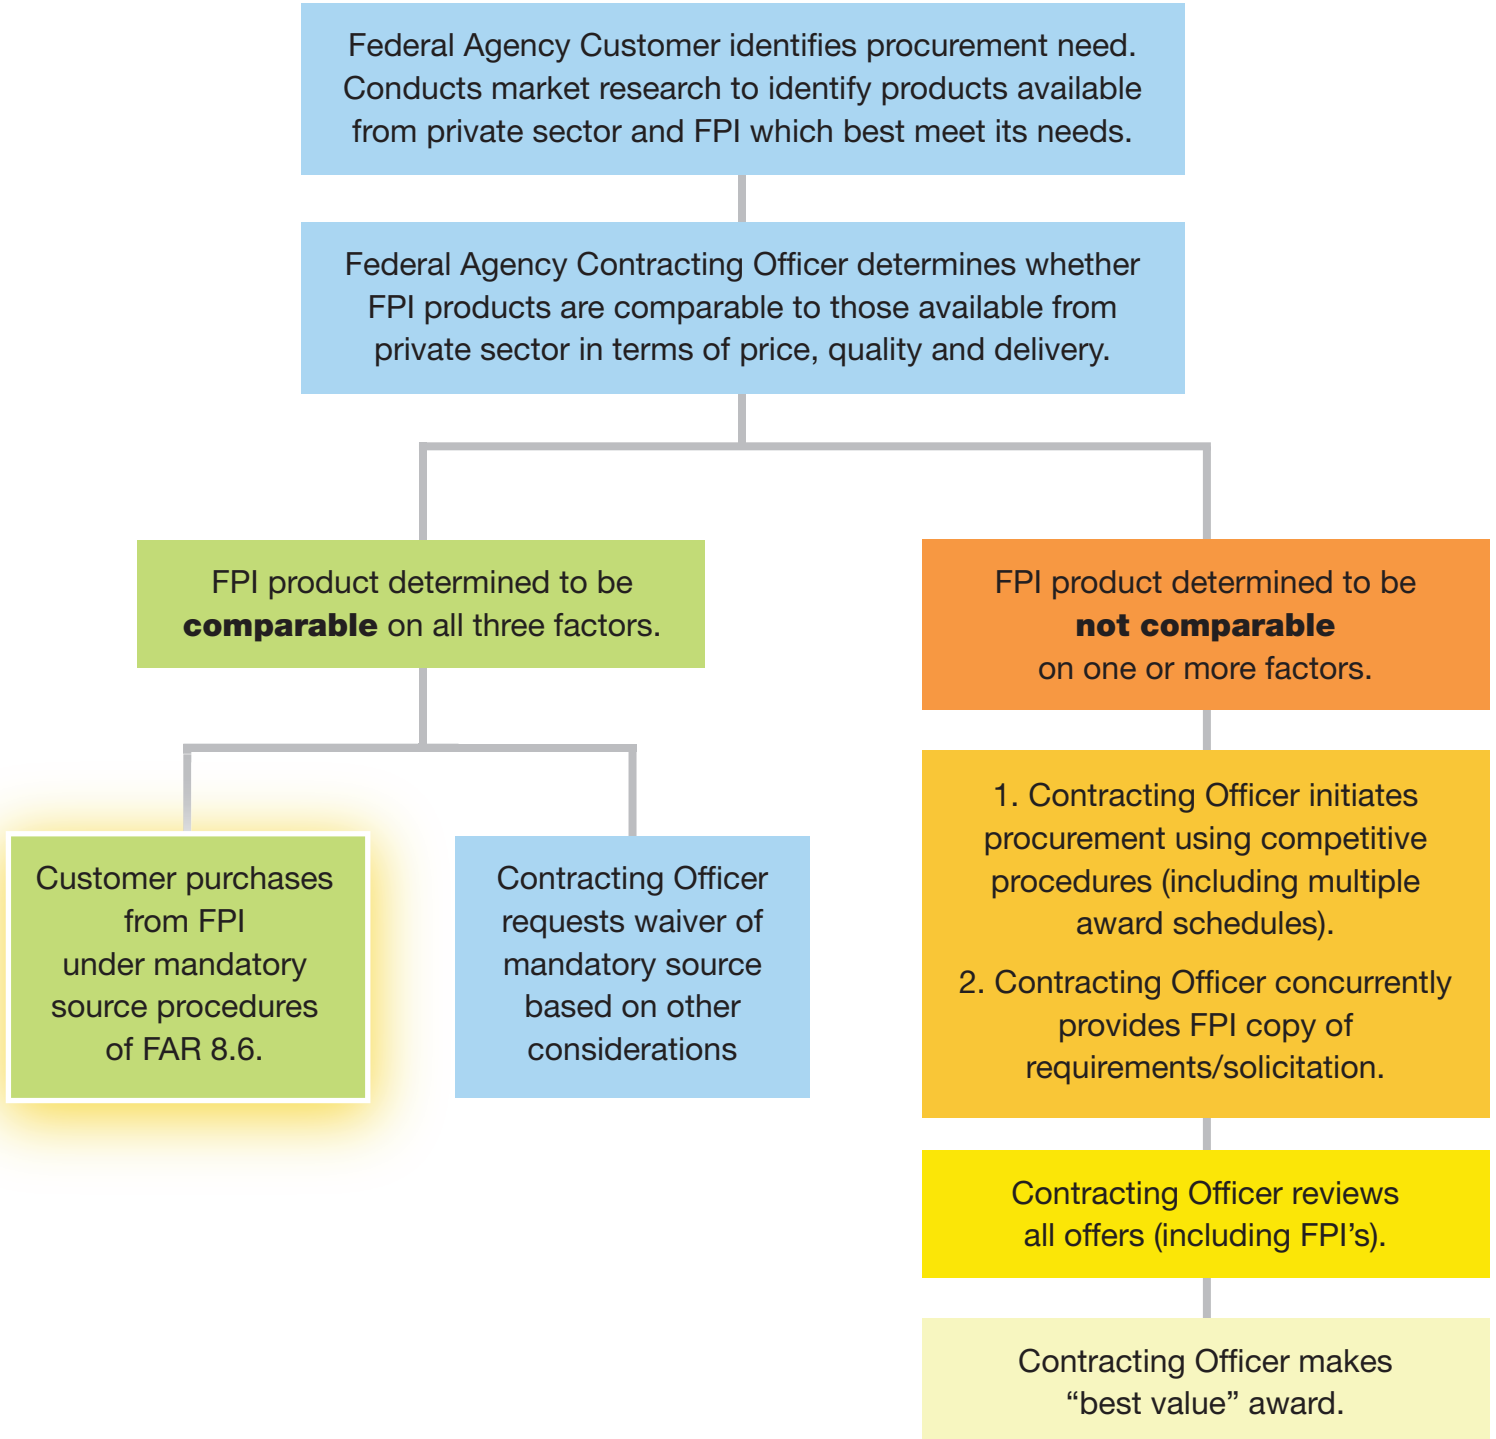 Federal Agency Customer identifies procurement need.
Conducts market research to identify products available
from private sector and FPI which best meet its needs.
Federal Agency Contracting Officer determines whether
FPI products are comparable to those available from
private sector in terms of price, quality and delivery.
FPI product determined to be
comparable on all three factors.
FPI product determined to be
not comparable
on one or more factors.
Customer purchases
from FPI
under mandatory
source procedures
of FAR 8.6.
Contracting Officer
requests waiver of
mandatory source
based on other
considerations
1. Contracting Officer initiates
procurement using competitive
procedures (including multiple
award schedules).
2. Contracting Officer concurrently
provides FPI copy of
requirements/solicitation.
Contracting Officer reviews
all offers (including FPI’s).
Contracting Officer makes
“best value” award.